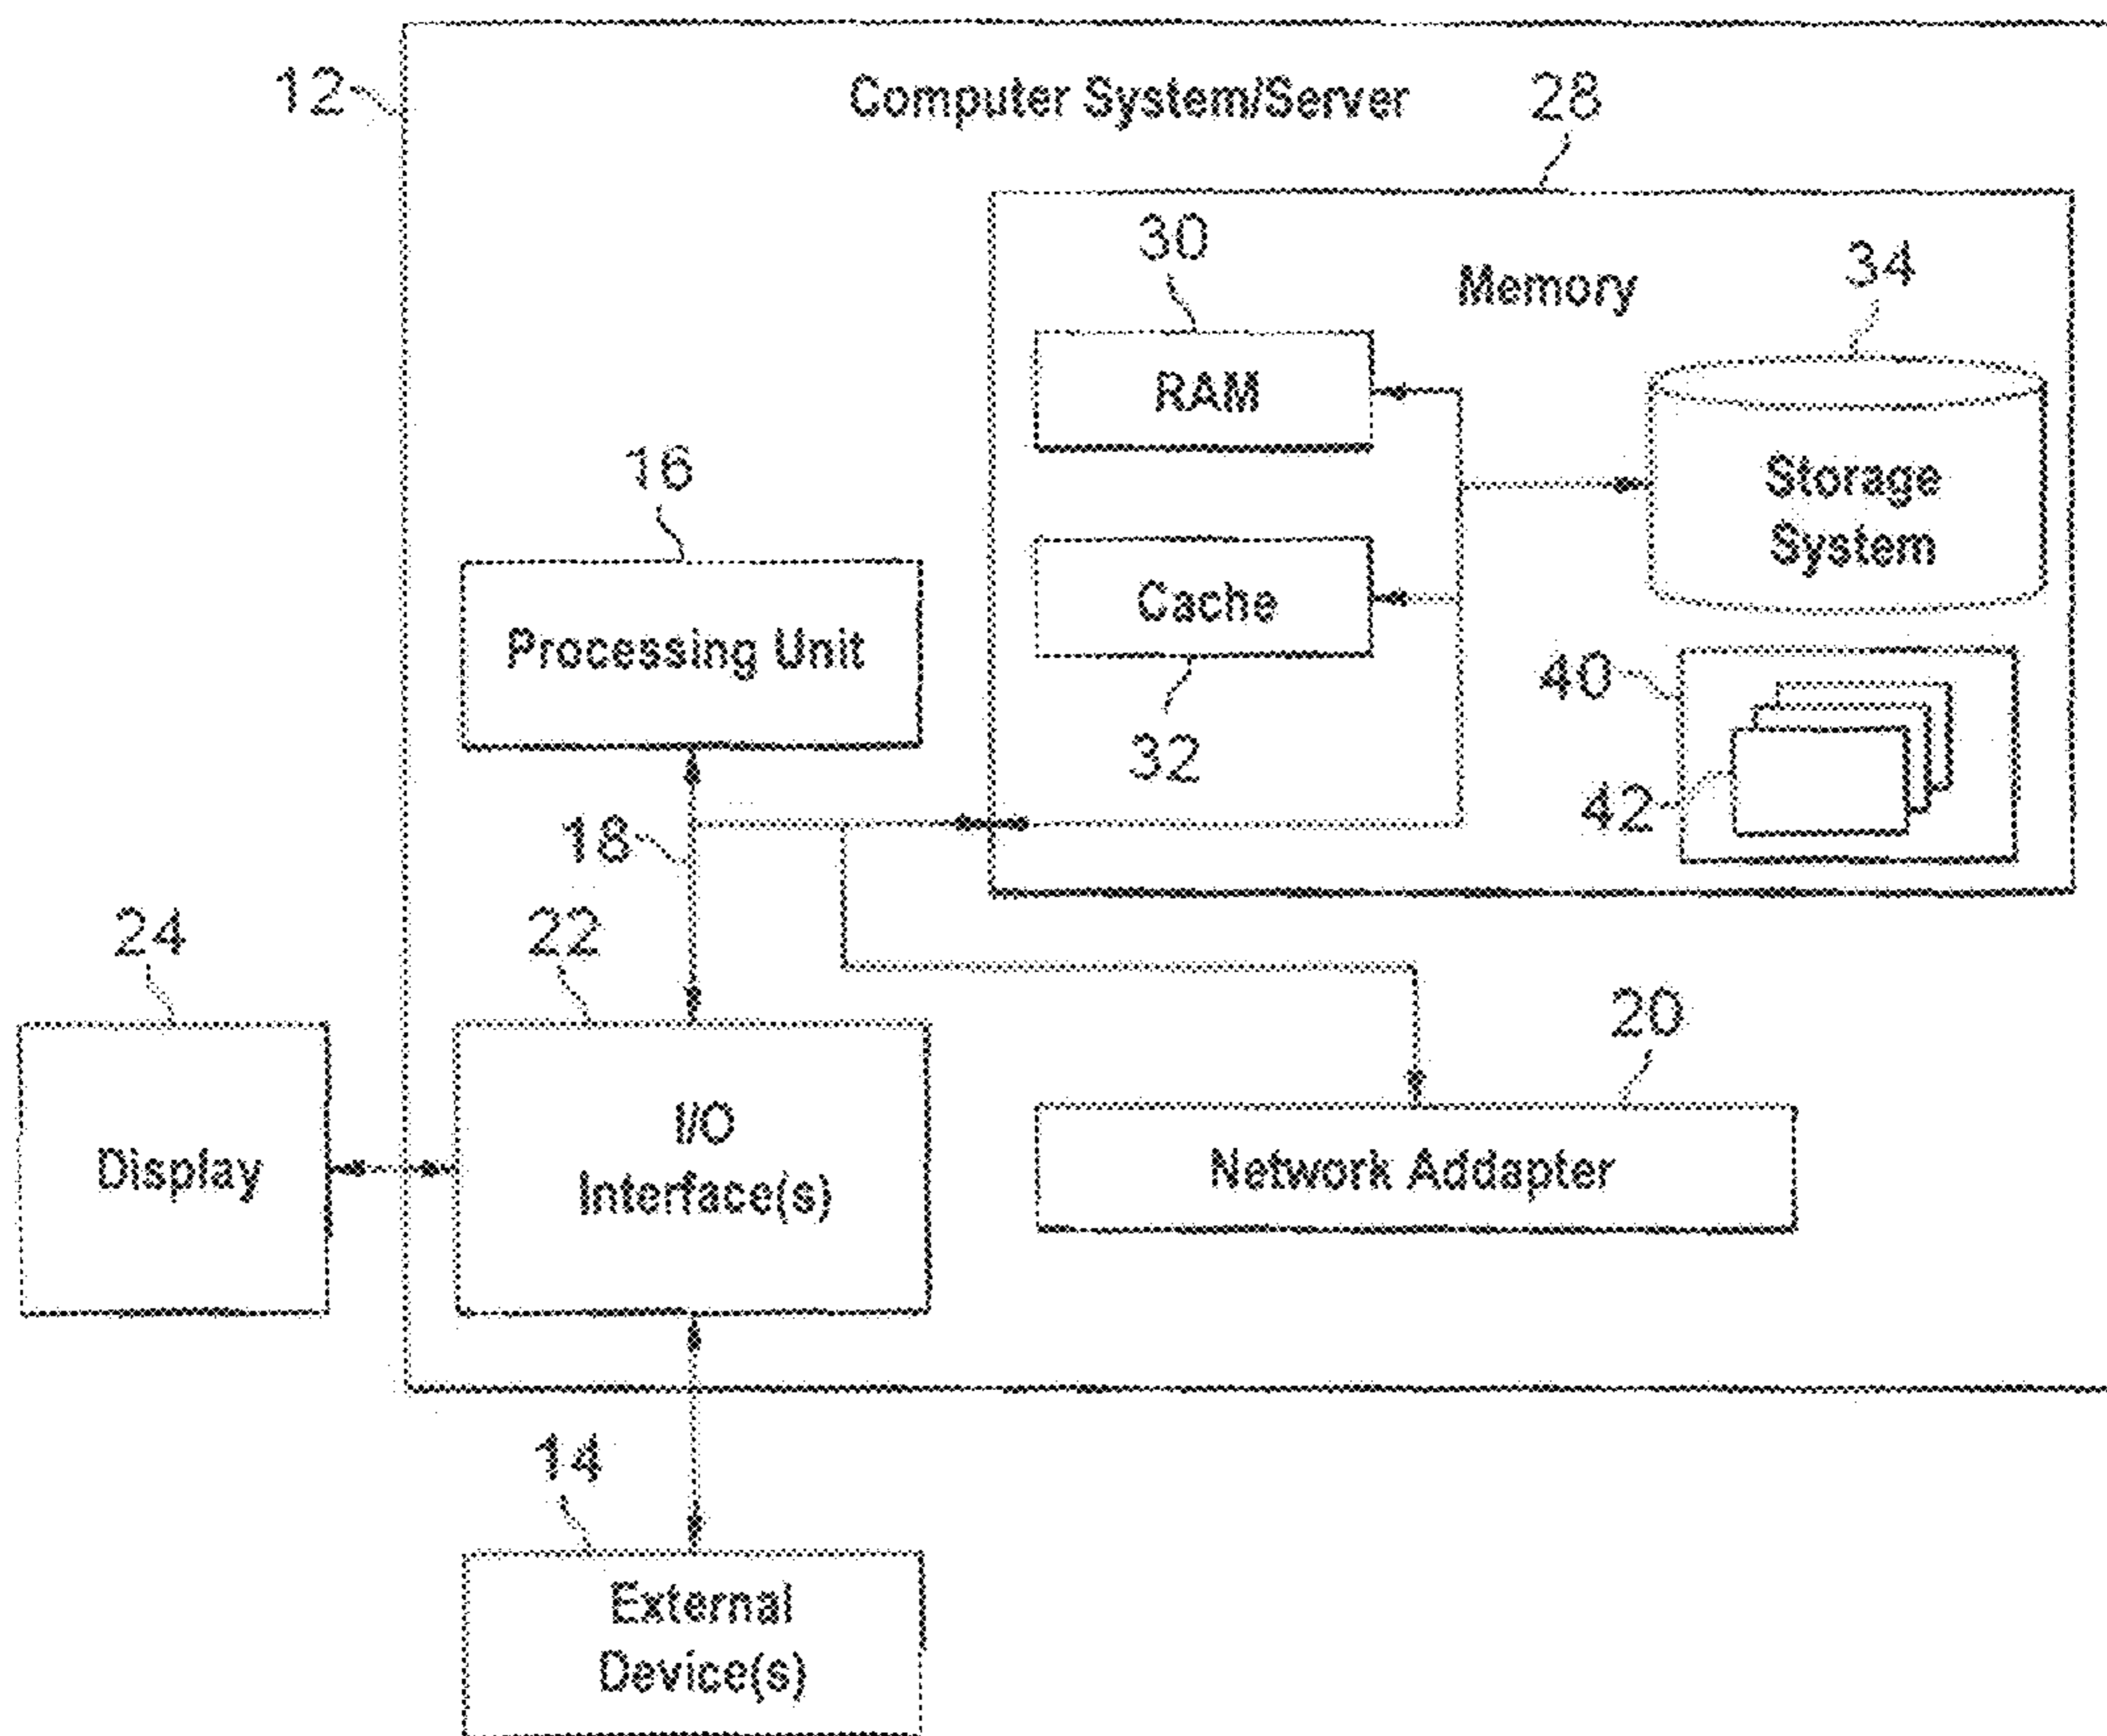 12
Computer System/Server
28
30
Memory
34
RAM
16
Storage
System
Cache
Processing Unit
40
32
42
18
24
22
20
I/O
Interface(s)
Display
Network Addapter
14
External
Device(s)